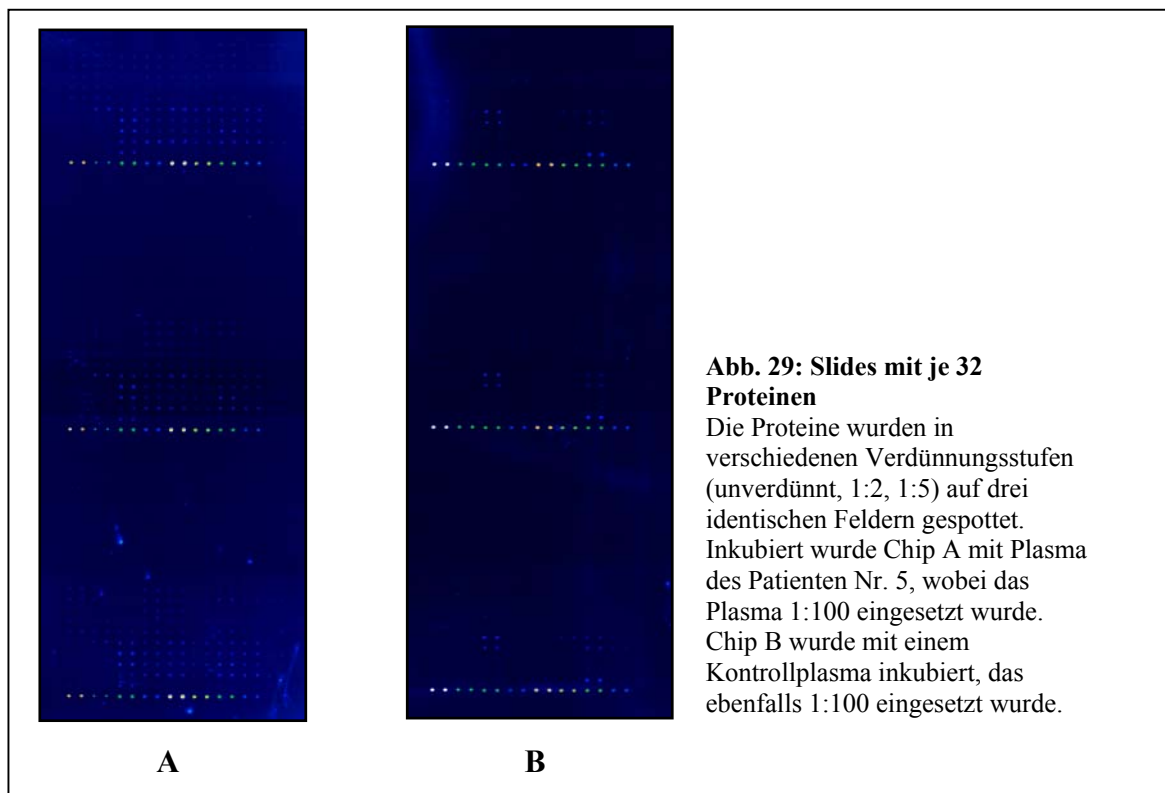 Abb. 29: Slides mit je 32
Proteinen
Die Proteine wurden in
verschiedenen Verdünnungsstufen
(unverdünnt, 1:2, 1:5) auf drei
identischen Feldern gespottet.
Inkubiert wurde Chip A mit Plasma
des Patienten Nr. 5, wobei das
Plasma 1:100 eingesetzt wurde.
Chip B wurde mit einem
Kontrollplasma inkubiert, das
ebenfalls 1:100 eingesetzt wurde.
A
B